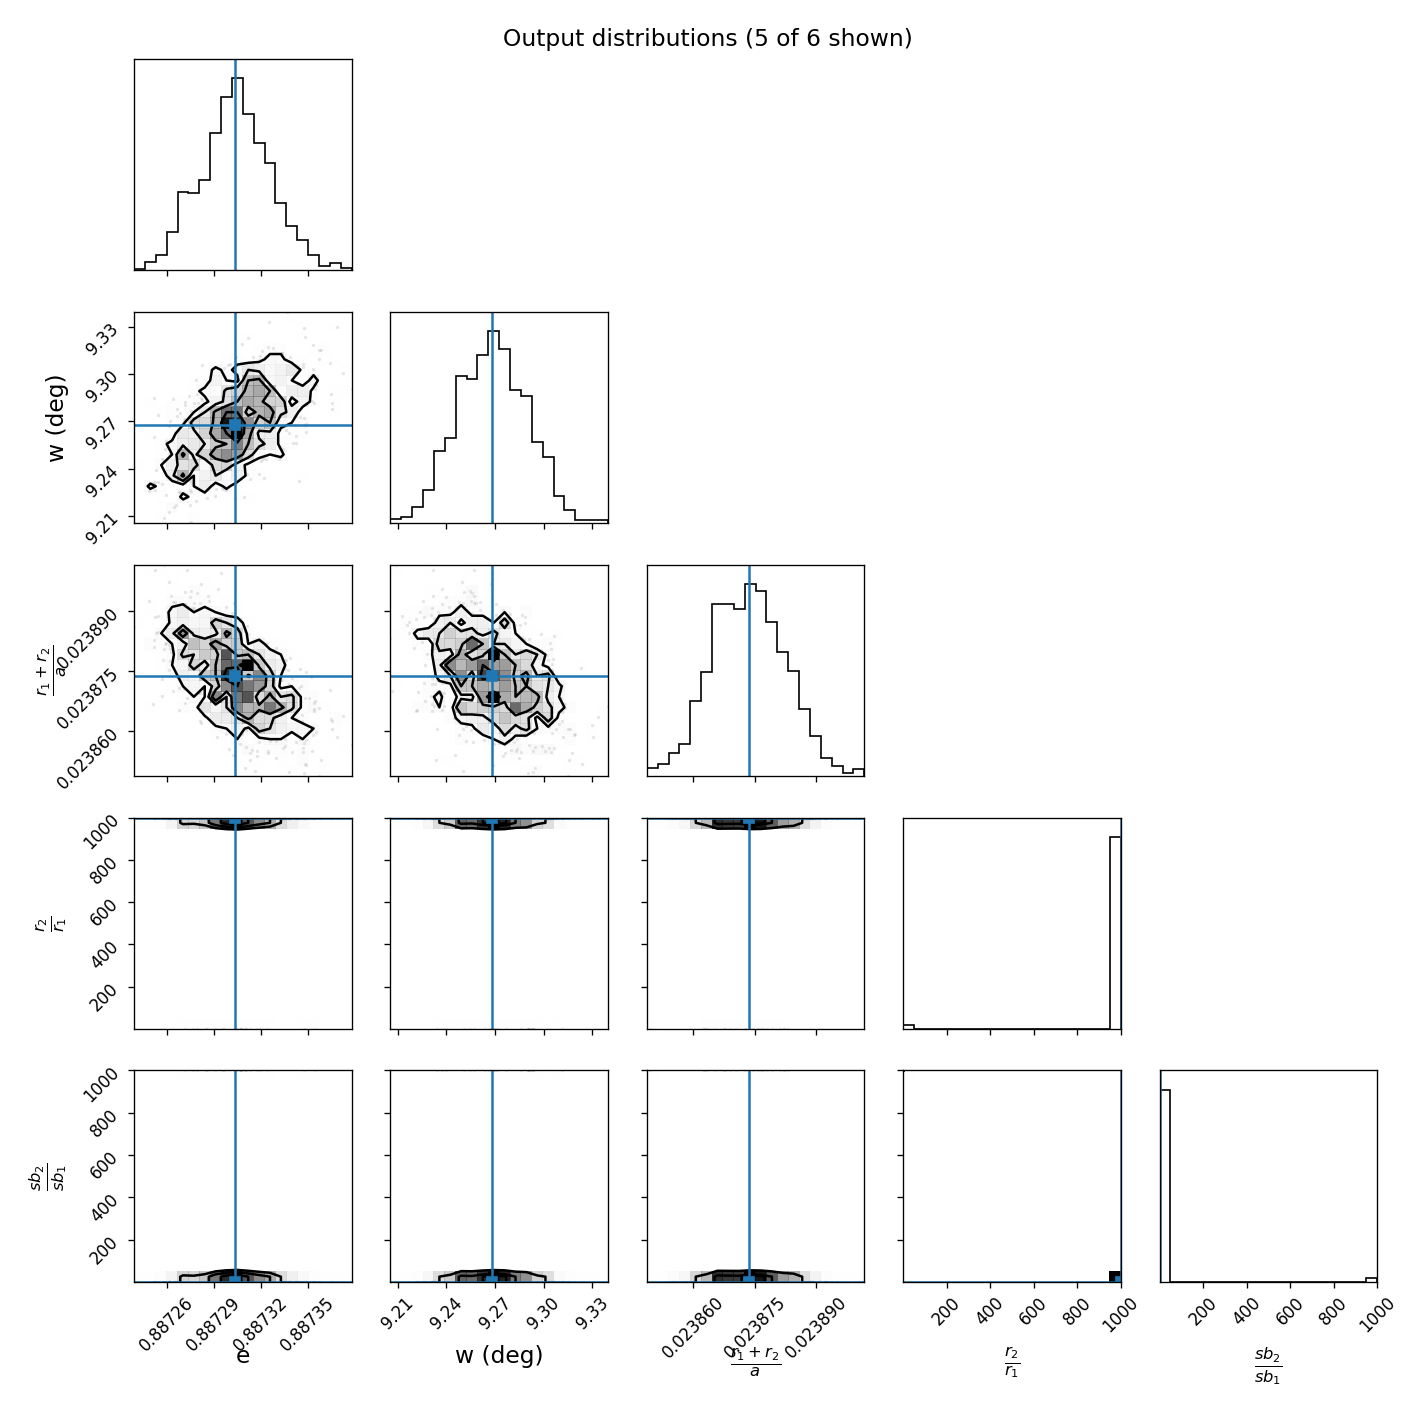 Output distributions (5 of 6 shown)
w (deg)
9.33
9.30
9.27
9.24
9.21
r₁ + r₂
a
0.023890
0.023875
0.023860
r₂
r₁
1000
800
600
400
200
sb₂
sb₁
1000
800
600
400
200
0.88726 0.88729 0.88732 0.88735
e
9.21 9.24 9.27 9.30 9.33
w (deg)
0.023860 0.023875 0.023890
r₁ + r₂
a
200 400 600 800 1000
r₂
r₁
200 400 600 800 1000
sb₂
sb₁